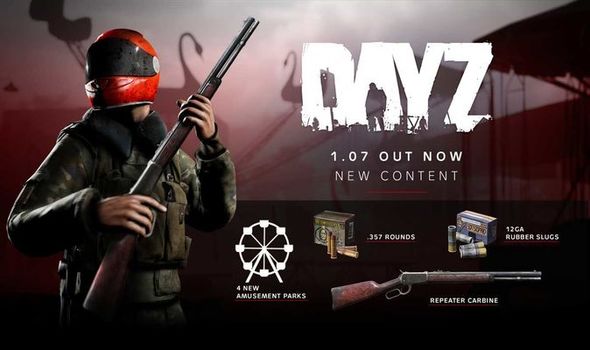 DAYZ
1.07 OUT NOW
NEW CONTENT
.357 ROUNDS
12GA
RUBBER SLUGS
4 NEW
AMUSEMENT PARKS
REPEATER CARBINE